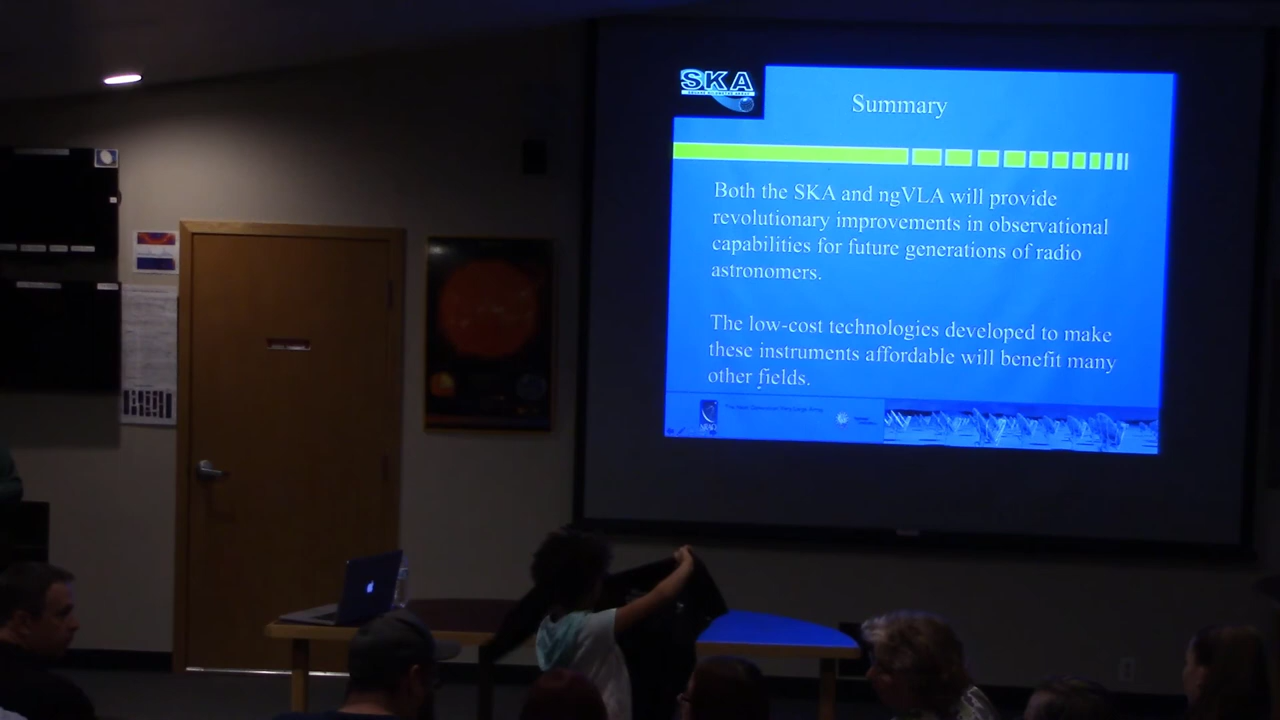 SKA
Summary
Both the SKA and ngVLA will provide
revolutionary improvements in observational
capabilities for future generations of radio
astronomers.
The low-cost technologies developed to make
these instruments affordable will benefit many
other fields.
NRAO